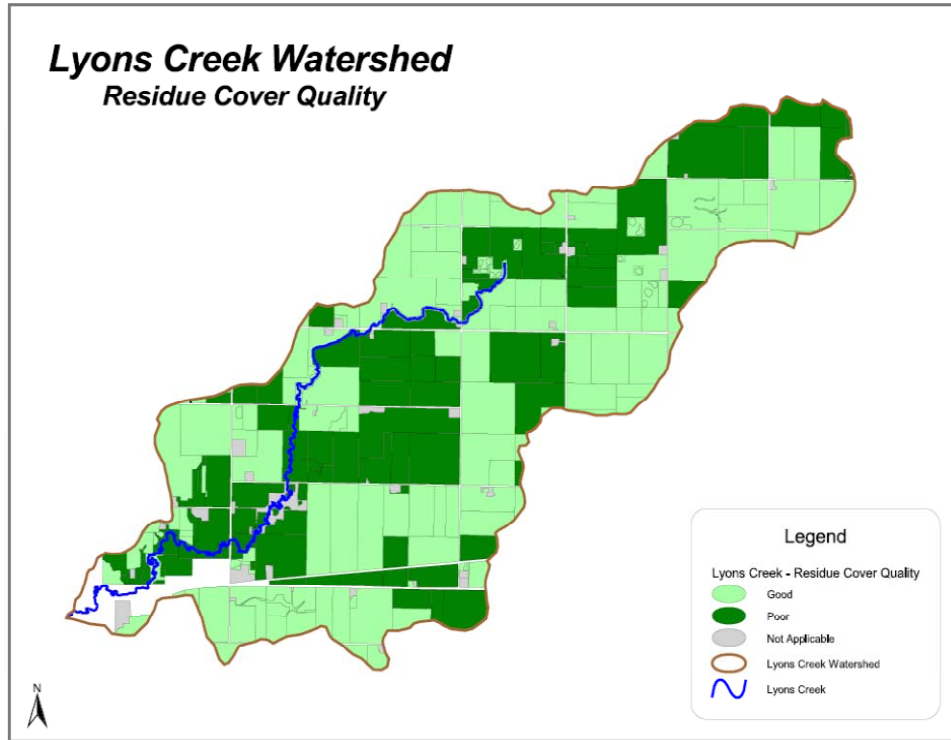 Lyons Creek Watershed
Residue Cover Quality
Legend
Lyons Creek - Residue Cover Quality
Good
Poor
Not Applicable
Lyons Creek Watershed
Lyons Creek
N